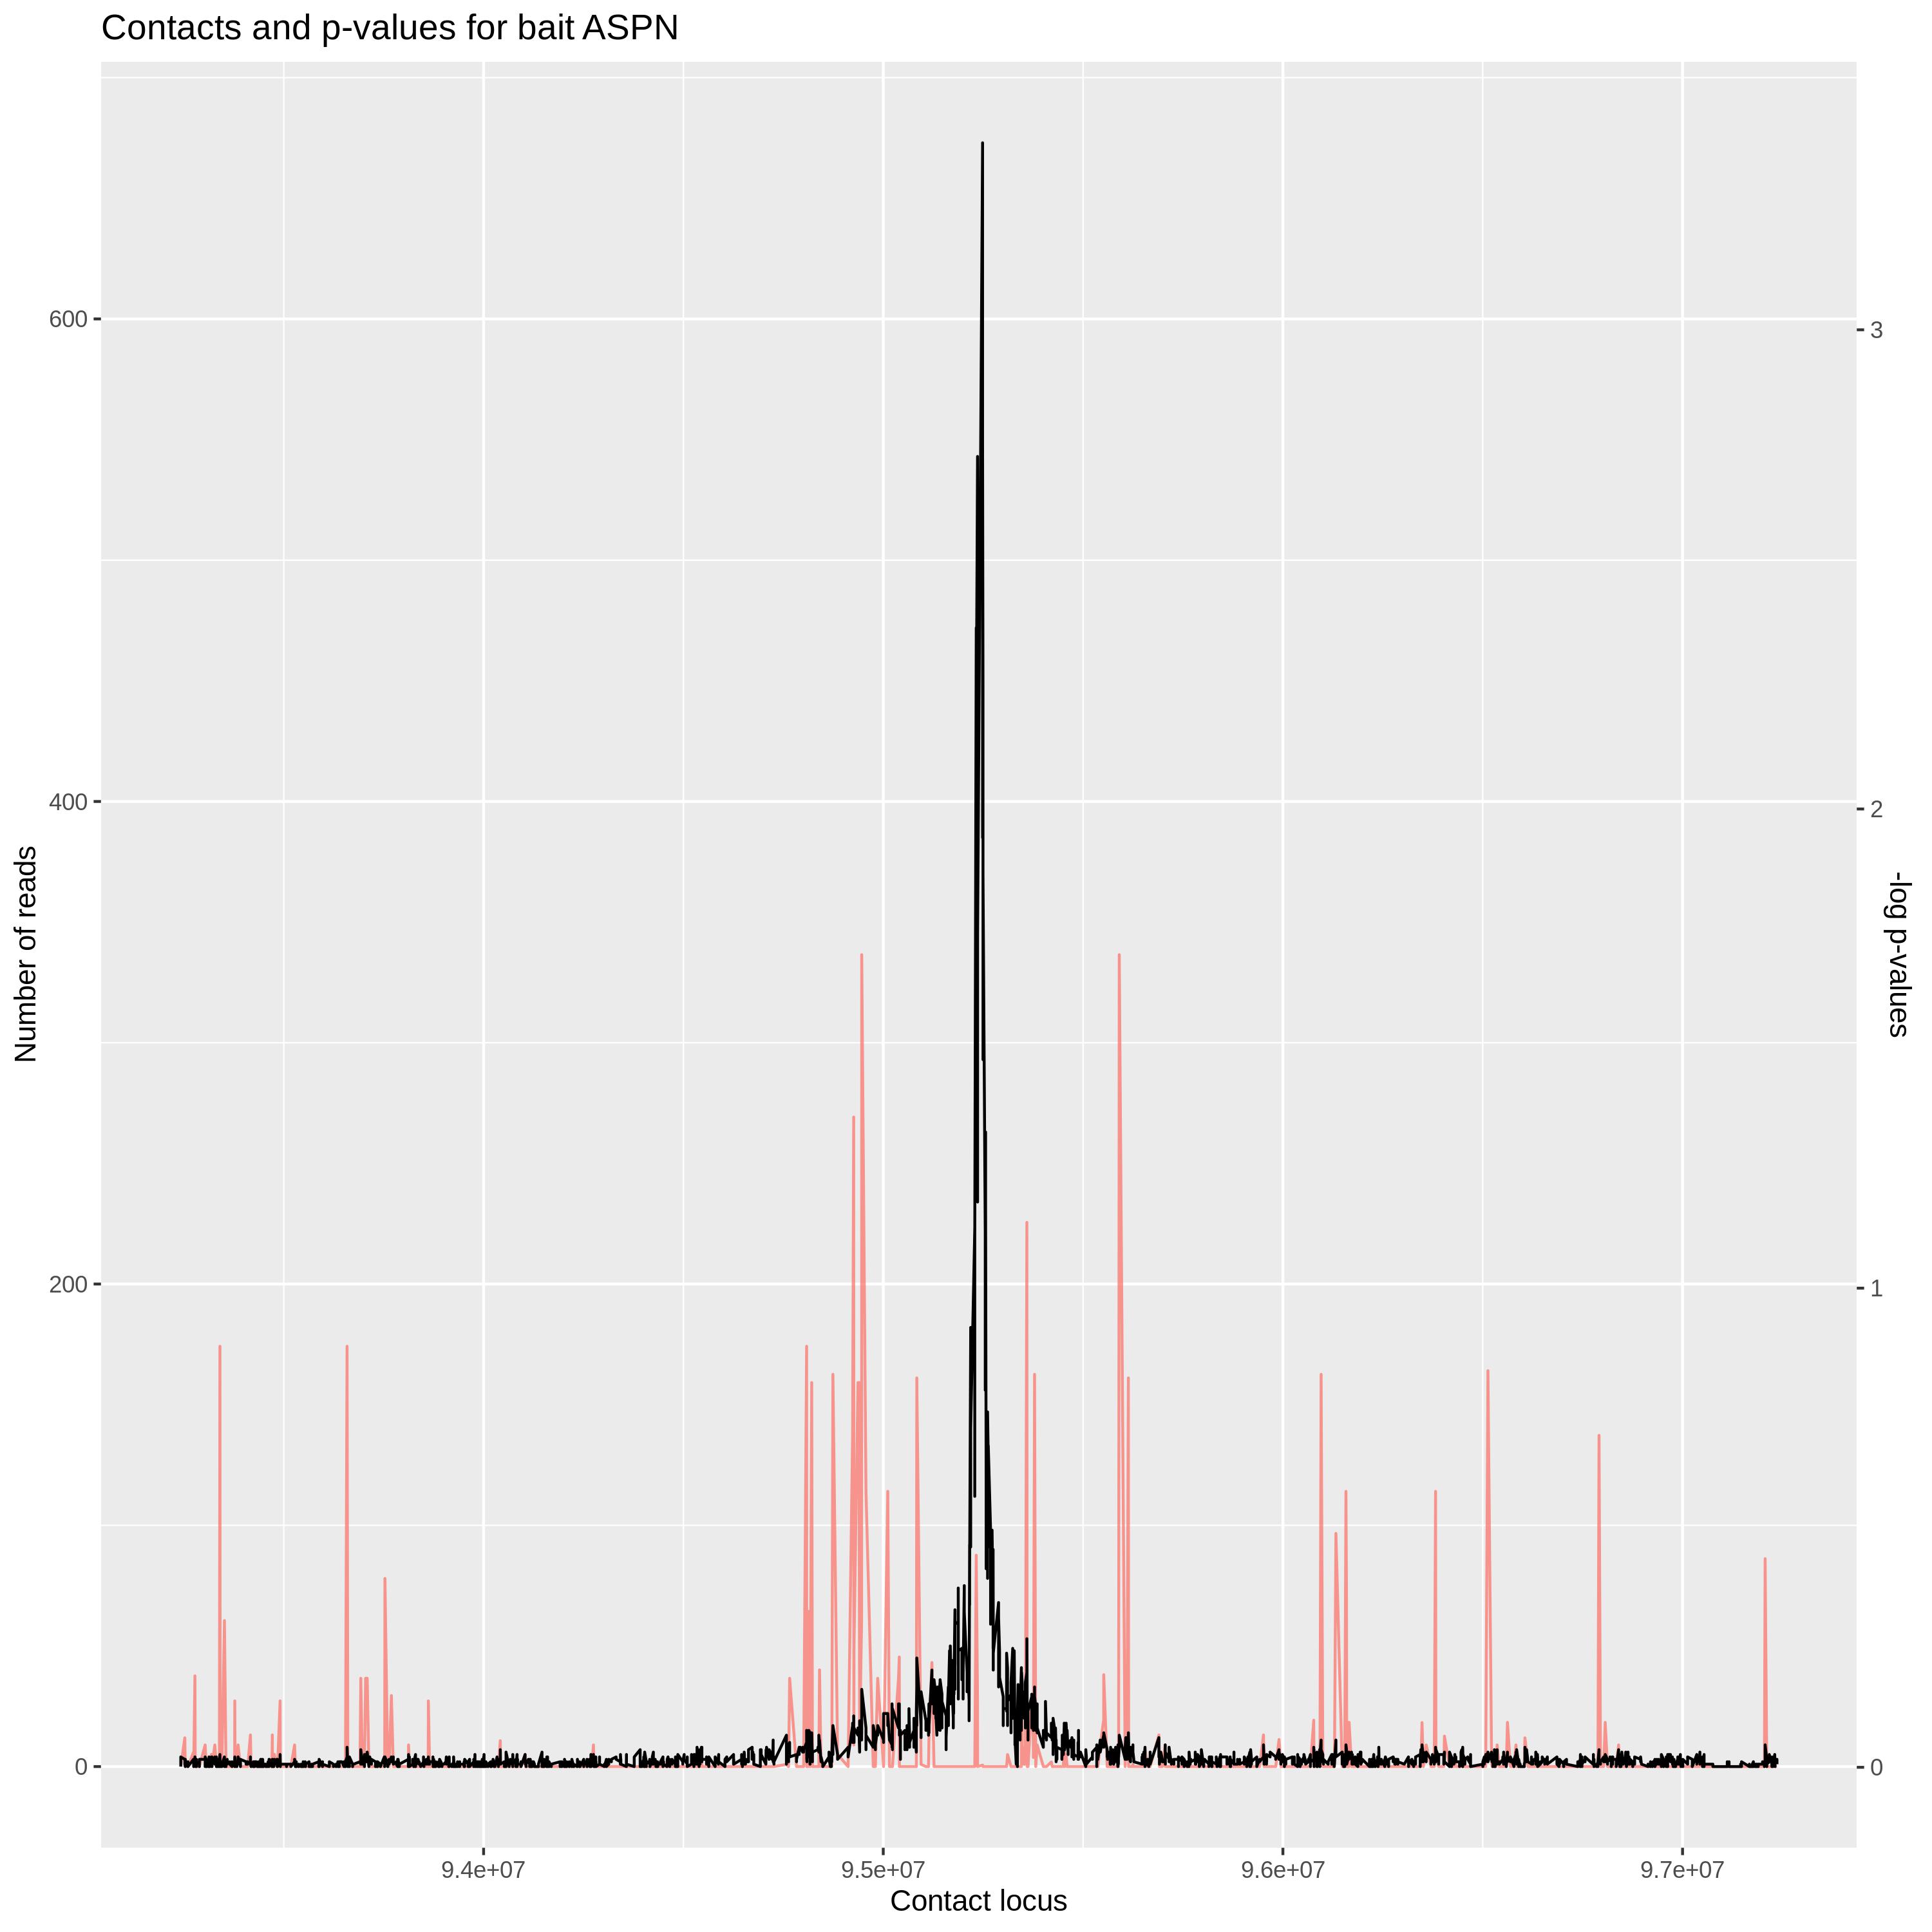 Contacts and p-values for bait ASPN
600
400
200
0
3
2
1
0
Number of reads
-log p-values
9.4e+07
9.5e+07
9.6e+07
9.7e+07
Contact locus